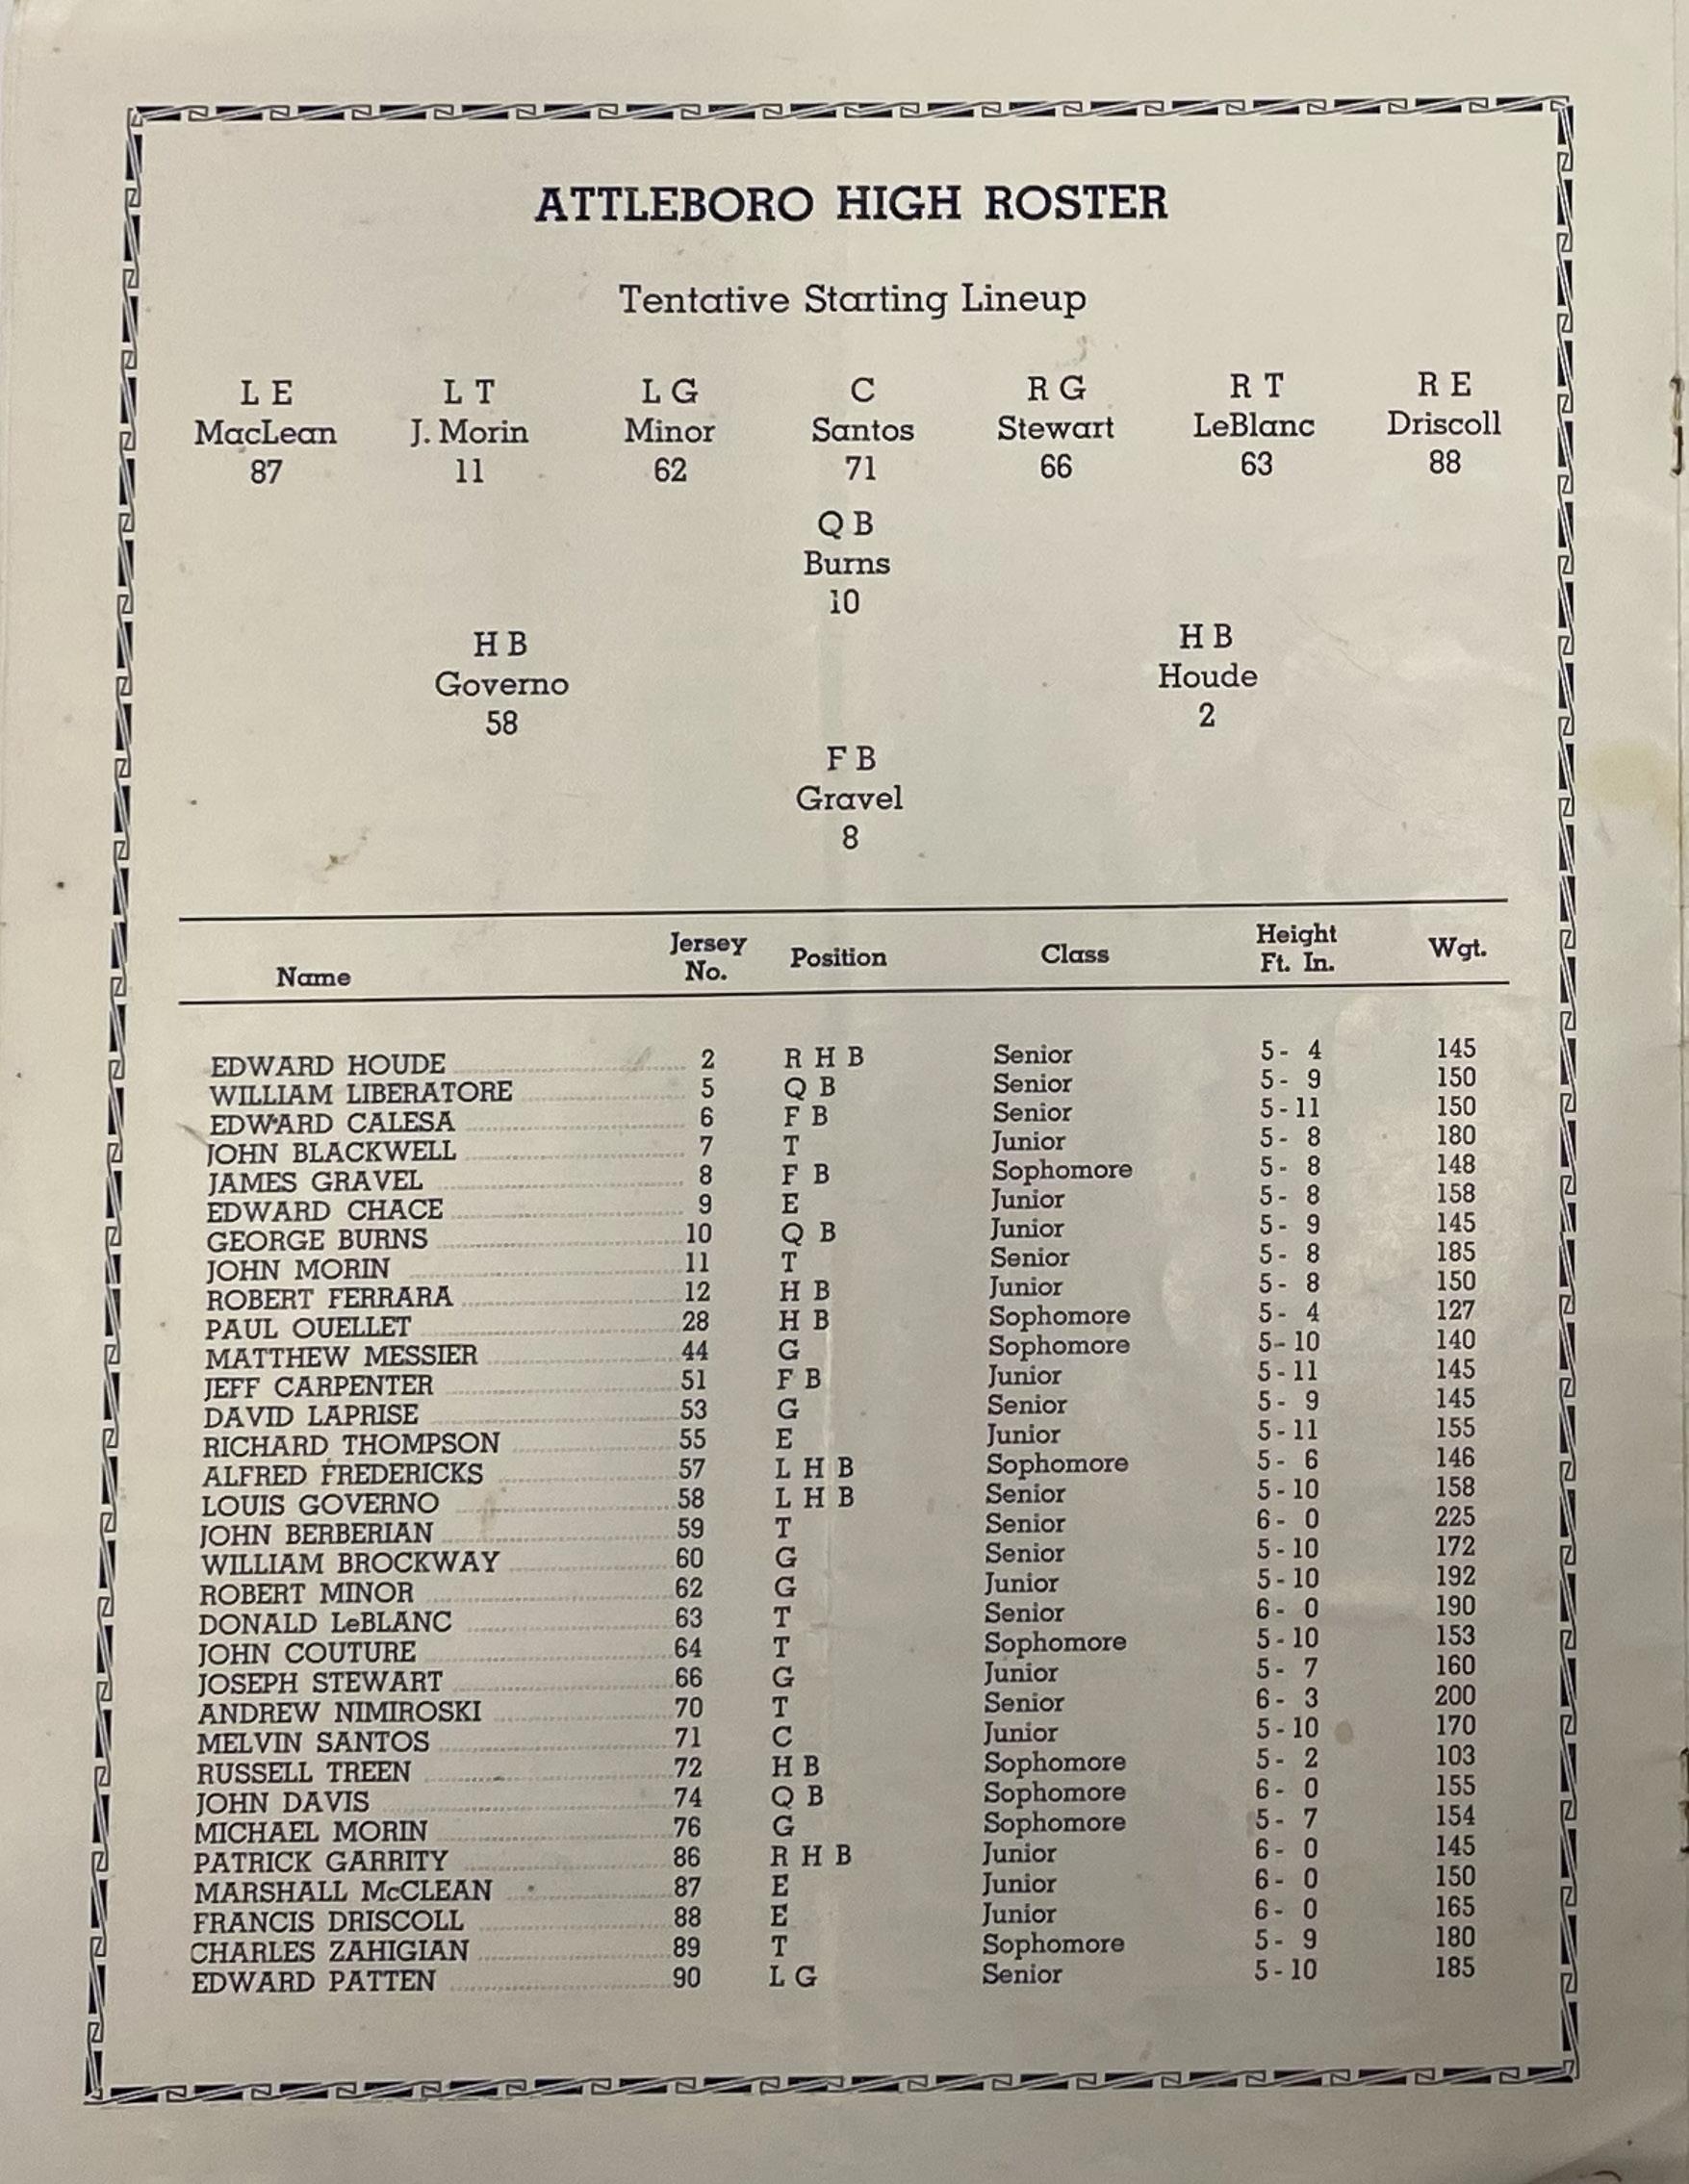 ATTLEBORO HIGH ROSTER
Tentative Starting Lineup
L E L T L G C R G R T R E
MacLean J. Morin Minor Santos Stewart LeBlanc Driscoll
87 11 62 71 66 63 88
Q B
Burns
10
H B H B
Governo Houde
58 2
F B
Gravel
8
Name Jersey No. Position Class Height Ft. In. Wgt.
EDWARD HOUDE 2 R H B Senior 5- 4 145
WILLIAM LIBERATORE 5 Q B Senior 5- 9 150
EDWARD CALESA 6 F B Senior 5-11 150
JOHN BLACKWELL 7 T Junior 5- 8 180
JAMES GRAVEL 8 F B Sophomore 5- 8 148
EDWARD CHACE 9 E Junior 5- 8 158
GEORGE BURNS 10 Q B Junior 5- 9 145
JOHN MORIN 11 T Senior 5- 8 185
ROBERT FERRARA 12 H B Junior 5- 8 150
PAUL OUELLET 28 H B Sophomore 5- 4 127
MATTHEW MESSIER 44 G Sophomore 5-10 140
JEFF CARPENTER 51 F B Junior 5-11 145
DAVID LAPRISE 53 G Senior 5- 9 145
RICHARD THOMPSON 55 E Junior 5-11 155
ALFRED FREDERICKS 57 L H B Sophomore 5- 6 146
LOUIS GOVERNO 58 L H B Senior 5-10 158
JOHN BERBERIAN 59 T Senior 6- 0 225
WILLIAM BROCKWAY 60 G Senior 5-10 172
ROBERT MINOR 62 G Junior 5-10 192
DONALD LeBLANC 63 T Senior 6- 0 190
JOHN COUTURE 64 T Sophomore 5-10 153
JOSEPH STEWART 66 G Junior 5- 7 160
ANDREW NIMIROSKI 70 T Senior 6- 3 200
MELVIN SANTOS 71 C Junior 5-10 170
RUSSELL TREEN 72 H B Sophomore 5- 2 103
JOHN DAVIS 74 Q B Sophomore 6- 0 155
MICHAEL MORIN 76 G Sophomore 5- 7 154
PATRICK GARRITY 86 R H B Junior 6- 0 145
MARSHALL McCLEAN 87 E Junior 6- 0 150
FRANCIS DRISCOLL 88 E Junior 6- 0 165
CHARLES ZAHIGIAN 89 T Sophomore 5- 9 180
EDWARD PATTEN 90 L G Senior 5-10 185